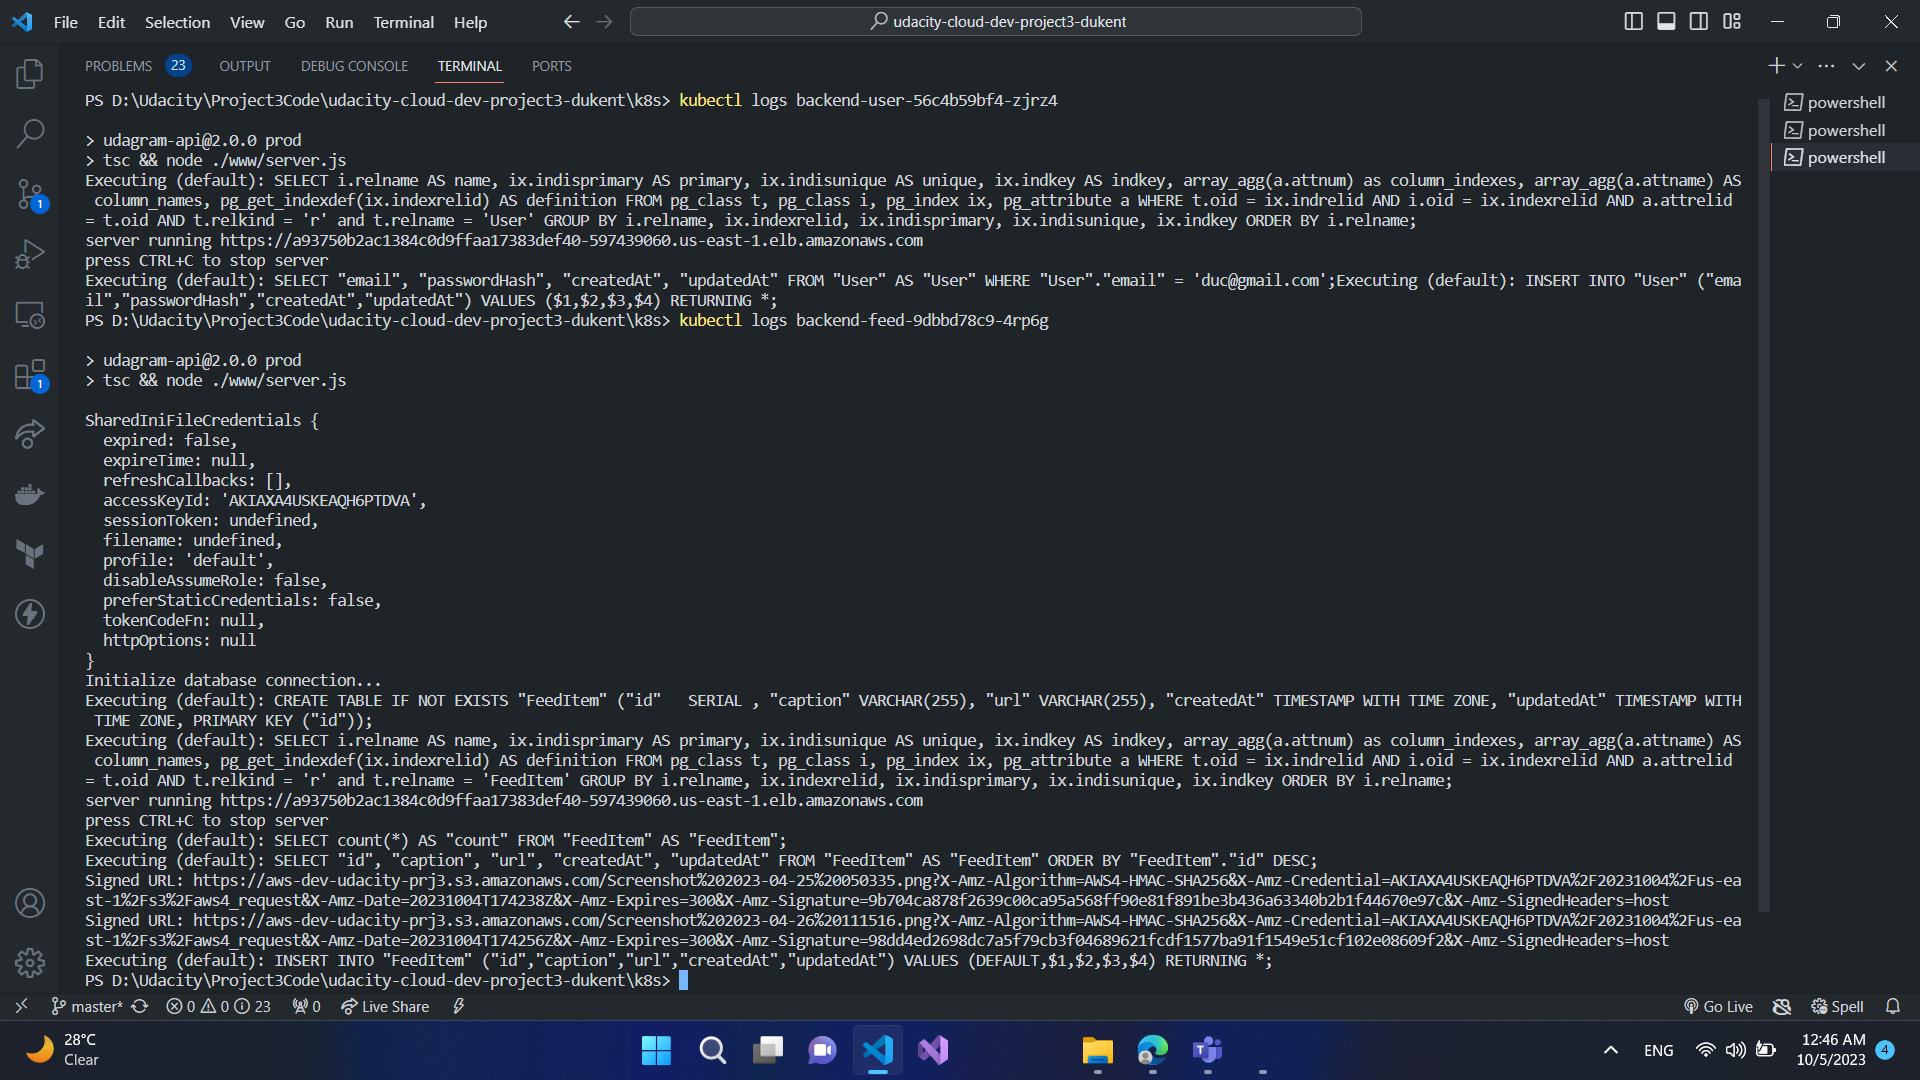 File Edit Selection View Go Run Terminal Help
udacity-cloud-dev-project3-dukent
PROBLEMS 23 OUTPUT DEBUG CONSOLE TERMINAL PORTS
PS D:\Udacity\Project3Code\udacity-cloud-dev-project3-dukent\k8s> kubectl logs backend-user-56c4b59bf4-zjrz4
> udagram-api@2.0.0 prod
> tsc && node ./www/server.js
Executing (default): SELECT i.relname AS name, ix.indisprimary AS primary, ix.indisunique AS unique, ix.indkey AS indkey, array_agg(a.attnum) as column_indexes, array_agg(a.attname) AS
column_names, pg_get_indexdef(ix.indexrelid) AS definition FROM pg_class t, pg_class i, pg_index ix, pg_attribute a WHERE t.oid = ix.indrelid AND i.oid = ix.indexrelid AND a.attrelid
= t.oid AND t.relkind = 'r' and t.relname = 'User' GROUP BY i.relname, ix.indexrelid, ix.indisprimary, ix.indisunique, ix.indkey ORDER BY i.relname;
server running https://a93750b2ac1384c0d9ffaa17383def40-597439060.us-east-1.elb.amazonaws.com
press CTRL+C to stop server
Executing (default): SELECT "email", "passwordHash", "createdAt", "updatedAt" FROM "User" AS "User" WHERE "User"."email" = 'duc@gmail.com';Executing (default): INSERT INTO "User" ("ema
il","passwordHash","createdAt","updatedAt") VALUES ($1,$2,$3,$4) RETURNING *;
PS D:\Udacity\Project3Code\udacity-cloud-dev-project3-dukent\k8s> kubectl logs backend-feed-9dbbd78c9-4rp6g
> udagram-api@2.0.0 prod
> tsc && node ./www/server.js
SharedIniFileCredentials {
expired: false,
expireTime: null,
refreshCallbacks: [],
accessKeyId: 'AKIAXA4USKEAQH6PTDVA',
sessionToken: undefined,
filename: undefined,
profile: 'default',
disableAssumeRole: false,
preferStaticCredentials: false,
tokenCodeFn: null,
httpOptions: null
}
Initialize database connection...
Executing (default): CREATE TABLE IF NOT EXISTS "FeedItem" ("id"   SERIAL , "caption" VARCHAR(255), "url" VARCHAR(255), "createdAt" TIMESTAMP WITH TIME ZONE, "updatedAt" TIMESTAMP WITH
TIME ZONE, PRIMARY KEY ("id"));
Executing (default): SELECT i.relname AS name, ix.indisprimary AS primary, ix.indisunique AS unique, ix.indkey AS indkey, array_agg(a.attnum) as column_indexes, array_agg(a.attname) AS
column_names, pg_get_indexdef(ix.indexrelid) AS definition FROM pg_class t, pg_class i, pg_index ix, pg_attribute a WHERE t.oid = ix.indrelid AND i.oid = ix.indexrelid AND a.attrelid
= t.oid AND t.relkind = 'r' and t.relname = 'FeedItem' GROUP BY i.relname, ix.indexrelid, ix.indisprimary, ix.indisunique, ix.indkey ORDER BY i.relname;
server running https://a93750b2ac1384c0d9ffaa17383def40-597439060.us-east-1.elb.amazonaws.com
press CTRL+C to stop server
Executing (default): SELECT count(*) AS "count" FROM "FeedItem" AS "FeedItem";
Executing (default): SELECT "id", "caption", "url", "createdAt", "updatedAt" FROM "FeedItem" AS "FeedItem" ORDER BY "FeedItem"."id" DESC;
Signed URL: https://aws-dev-udacity-prj3.s3.amazonaws.com/Screenshot%202023-04-25%20050335.png?X-Amz-Algorithm=AWS4-HMAC-SHA256&X-Amz-Credential=AKIAXA4USKEAQH6PTDVA%2F20231004%2Fus-ea
st-1%2Fs3%2Faws4_request&X-Amz-Date=20231004T174238Z&X-Amz-Expires=300&X-Amz-Signature=9b704ca878f2639c00ca95a568ff90e81f891be3b436a63340b2b1f44670e97c&X-Amz-SignedHeaders=host
Signed URL: https://aws-dev-udacity-prj3.s3.amazonaws.com/Screenshot%202023-04-26%20111516.png?X-Amz-Algorithm=AWS4-HMAC-SHA256&X-Amz-Credential=AKIAXA4USKEAQH6PTDVA%2F20231004%2Fus-ea
st-1%2Fs3%2Faws4_request&X-Amz-Date=20231004T174256Z&X-Amz-Expires=300&X-Amz-Signature=98dd4ed2698dc7a5f79cb3f04689621fcdf1577ba91f1549e51cf102e08609f2&X-Amz-SignedHeaders=host
Executing (default): INSERT INTO "FeedItem" ("id","caption","url","createdAt","updatedAt") VALUES (DEFAULT,$1,$2,$3,$4) RETURNING *;
PS D:\Udacity\Project3Code\udacity-cloud-dev-project3-dukent\k8s>
powershell
powershell
powershell
1
1
master* 0 0 23 0 Live Share Go Live Spell
28°C
Clear
ENG
12:46 AM
10/5/2023
4